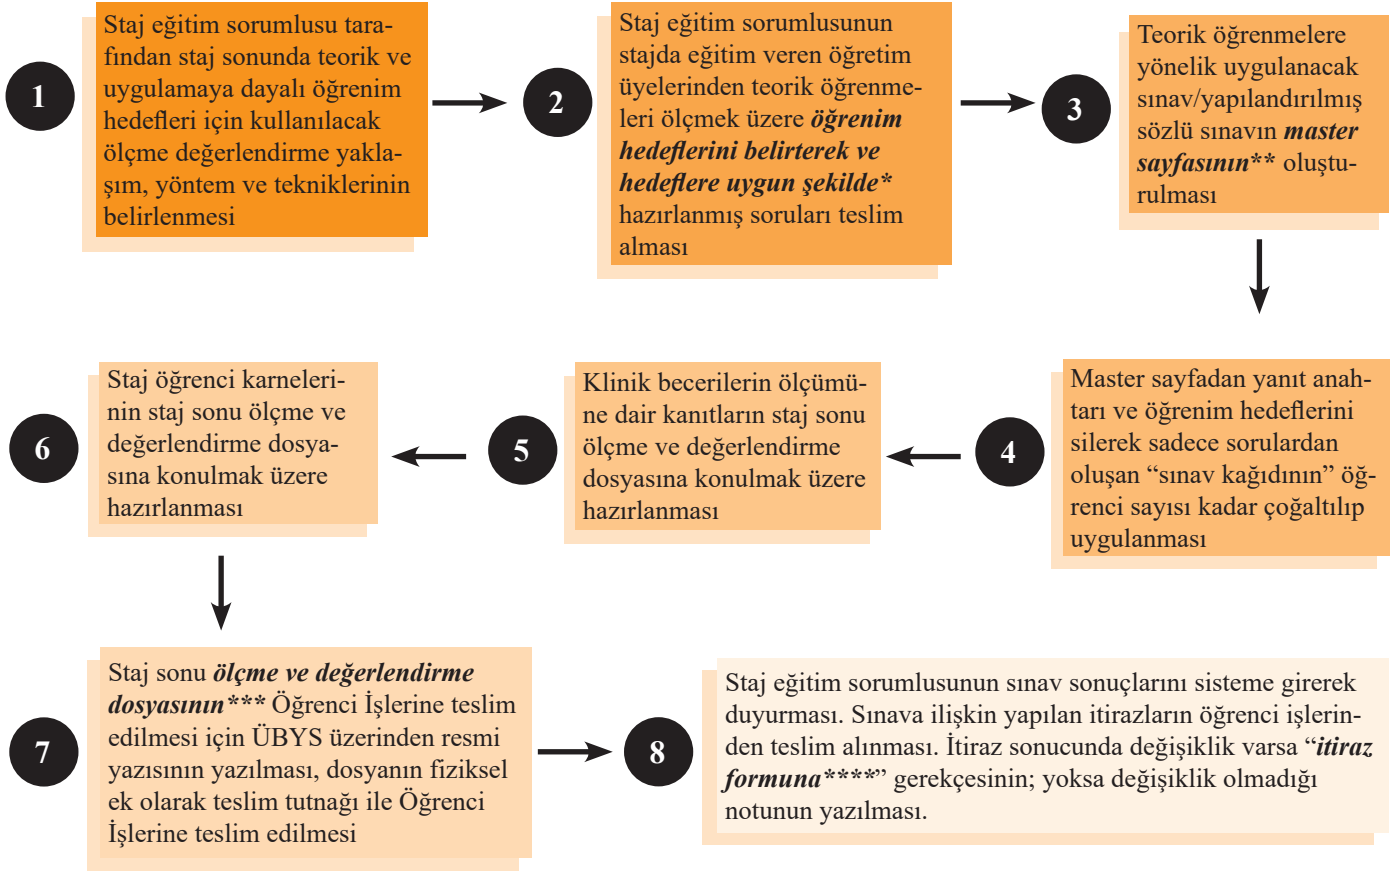 1
Staj eğitim sorumlusu tara-
fından staj sonunda teorik ve
uygulamaya dayalı öğrenim
hedefleri için kullanılacak
ölçme değerlendirme yakla-
şım, yöntem ve tekniklerinin
belirlenmesi
2
Staj eğitim sorumlusunun
stajda eğitim veren öğretim
üyelerinden teorik öğrenme-
leri ölçmek üzere öğrenim
hedeflerini belirterek ve
hedeflere uygun şekilde*
hazırlanmış soruları teslim
alması
3
Teorik öğrenmelere
yönelik uygulanacak
sınav/yapılandırılmış
sözlü sınavın master
sayfasının** oluştu-
rulması
4
Master sayfadan yanıt anah-
tarı ve öğrenim hedeflerini
silerek sadece sorulardan
oluşan “sınav kağıdının” öğ-
renci sayısı kadar çoğaltılıp
uygulanması
5
Klinik becerilerin ölçümü-
ne dair kanıtların staj sonu
ölçme ve değerlendirme
dosyasına konulmak üzere
hazırlanması
6
Staj öğrenci karneleri-
nin staj sonu ölçme ve
değerlendirme dosya-
sına konulmak üzere
hazırlanması
7
Staj sonu ölçme ve değerlendirme
dosyasının*** Öğrenci İşlerine teslim
edilmesi için ÜBYS üzerinden resmi
yazısının yazılması, dosyanın fiziksel
ek olarak teslim tutnağı ile Öğrenci
İşlerine teslim edilmesi
8
Staj eğitim sorumlusunun sınav sonuçlarını sisteme girerek
duyurması. Sınava ilişkin yapılan itirazların öğrenci işlerin-
den teslim alınması. İtiraz sonucunda değişiklik varsa “itiraz
formuna****” gerekçesinin; yoksa değişiklik olmadığı
notunun yazılması.